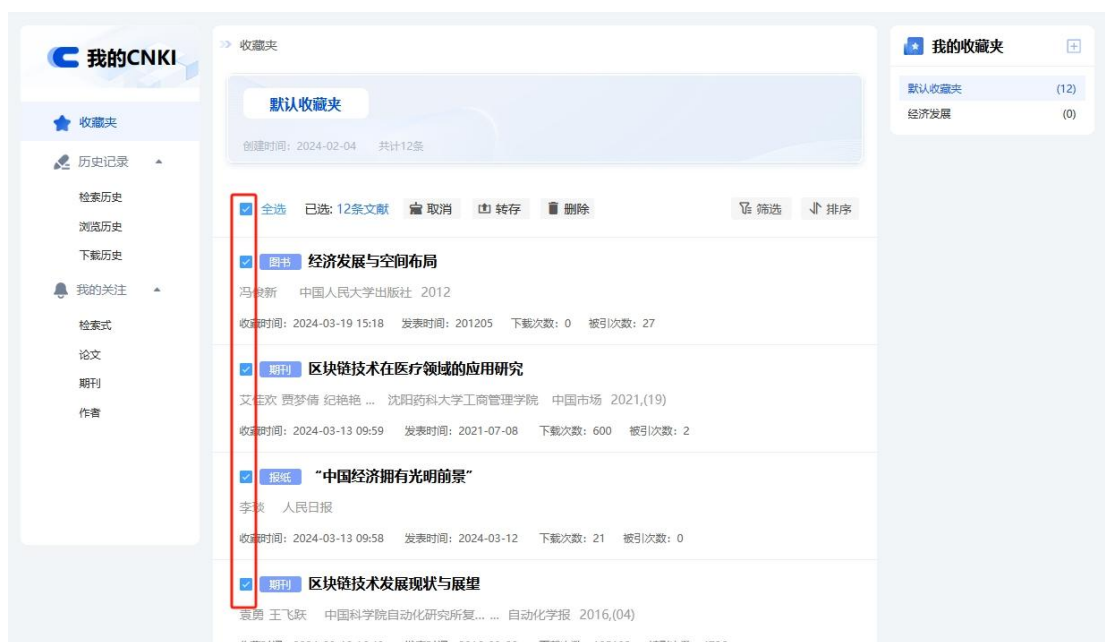 我的CNKI
收藏夹
历史记录
检索历史
浏览历史
下载历史
我的关注
检索式
论文
期刊
作者
收藏夹
默认收藏夹
创建时间：2024-02-04 共计12条
全选 已选: 12条文献 取消 转存 删除 筛选 排序
图书 经济发展与空间布局
冯俊新 中国人民大学出版社 2012
收藏时间：2024-03-19 15:18 发表时间：201205 下载次数：0 被引次数：27
期刊 区块链技术在医疗领域的应用研究
艾佳欢 贾梦倩 纪艳艳 ... 沈阳药科大学工商管理学院 中国市场 2021,(19)
收藏时间：2024-03-13 09:59 发表时间：2021-07-08 下载次数：600 被引次数：2
报纸 “中国经济拥有光明前景”
李 人民日报
收藏时间：2024-03-13 09:58 发表时间：2024-03-12 下载次数：21 被引次数：0
期刊 区块链技术发展现状与展望
袁勇 王飞跃 中国科学院自动化研究所复... ... 自动化学报 2016,(04)
我的收藏夹
默认收藏夹 (12)
经济发展 (0)